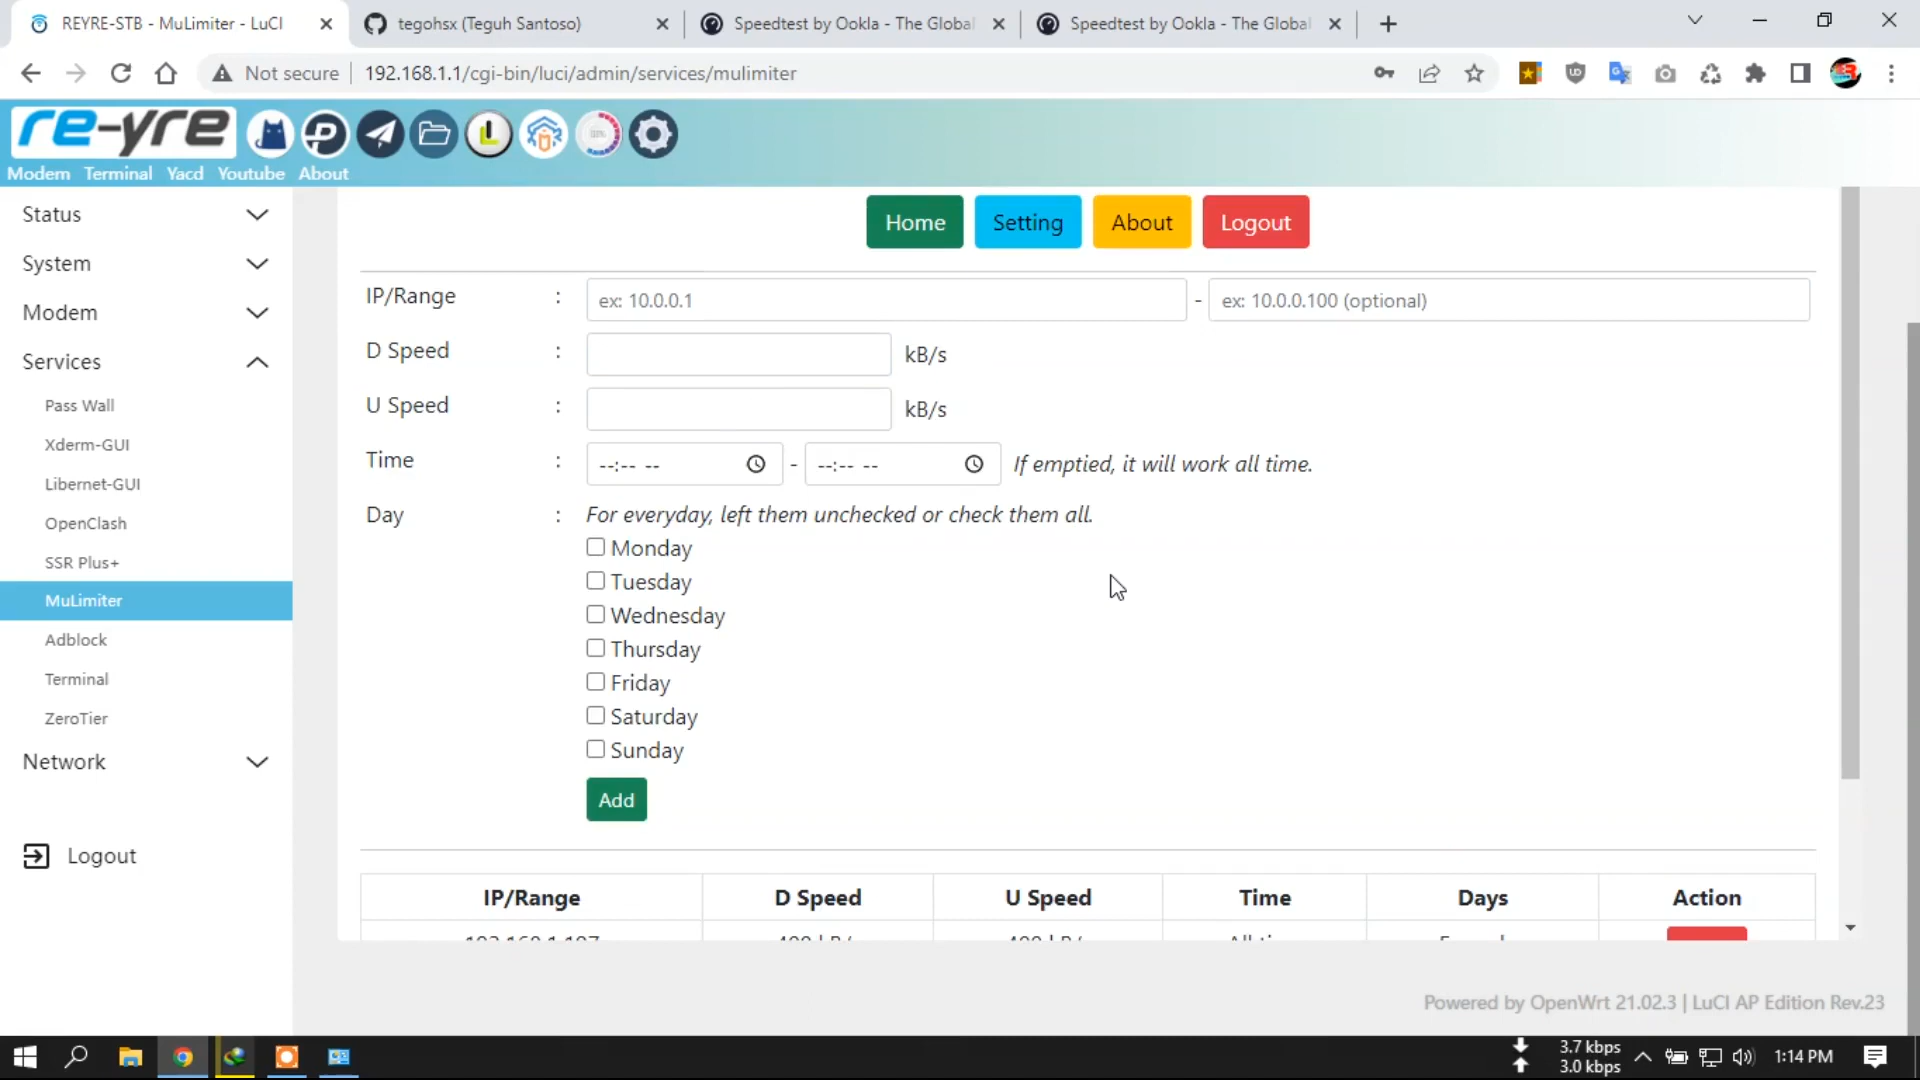 REYRE-STB - MuLimiter - LuCI
tegohsx (Teguh Santoso)
Speedtest by Ookla - The Global
Speedtest by Ookla - The Global
Not secure
192.168.1.1/cgi-bin/luci/admin/services/mulimiter
re-yre
Modem Terminal Yacd Youtube About
Status
System
Modem
Services
Pass Wall
Xderm-GUI
Libernet-GUI
OpenClash
SSR Plus+
MuLimiter
Adblock
Terminal
ZeroTier
Network
Logout
Home Setting About Logout
IP/Range : ex: 10.0.0.1 - ex: 10.0.0.100 (optional)
D Speed : kB/s
U Speed : kB/s
Time : --:-- -- - --:-- -- If emptied, it will work all time.
Day : For everyday, left them unchecked or check them all.
Monday
Tuesday
Wednesday
Thursday
Friday
Saturday
Sunday
Add
IP/Range D Speed U Speed Time Days Action
Powered by OpenWrt 21.02.3 | LuCI AP Edition Rev.23
3.7 kbps
3.0 kbps
1:14 PM